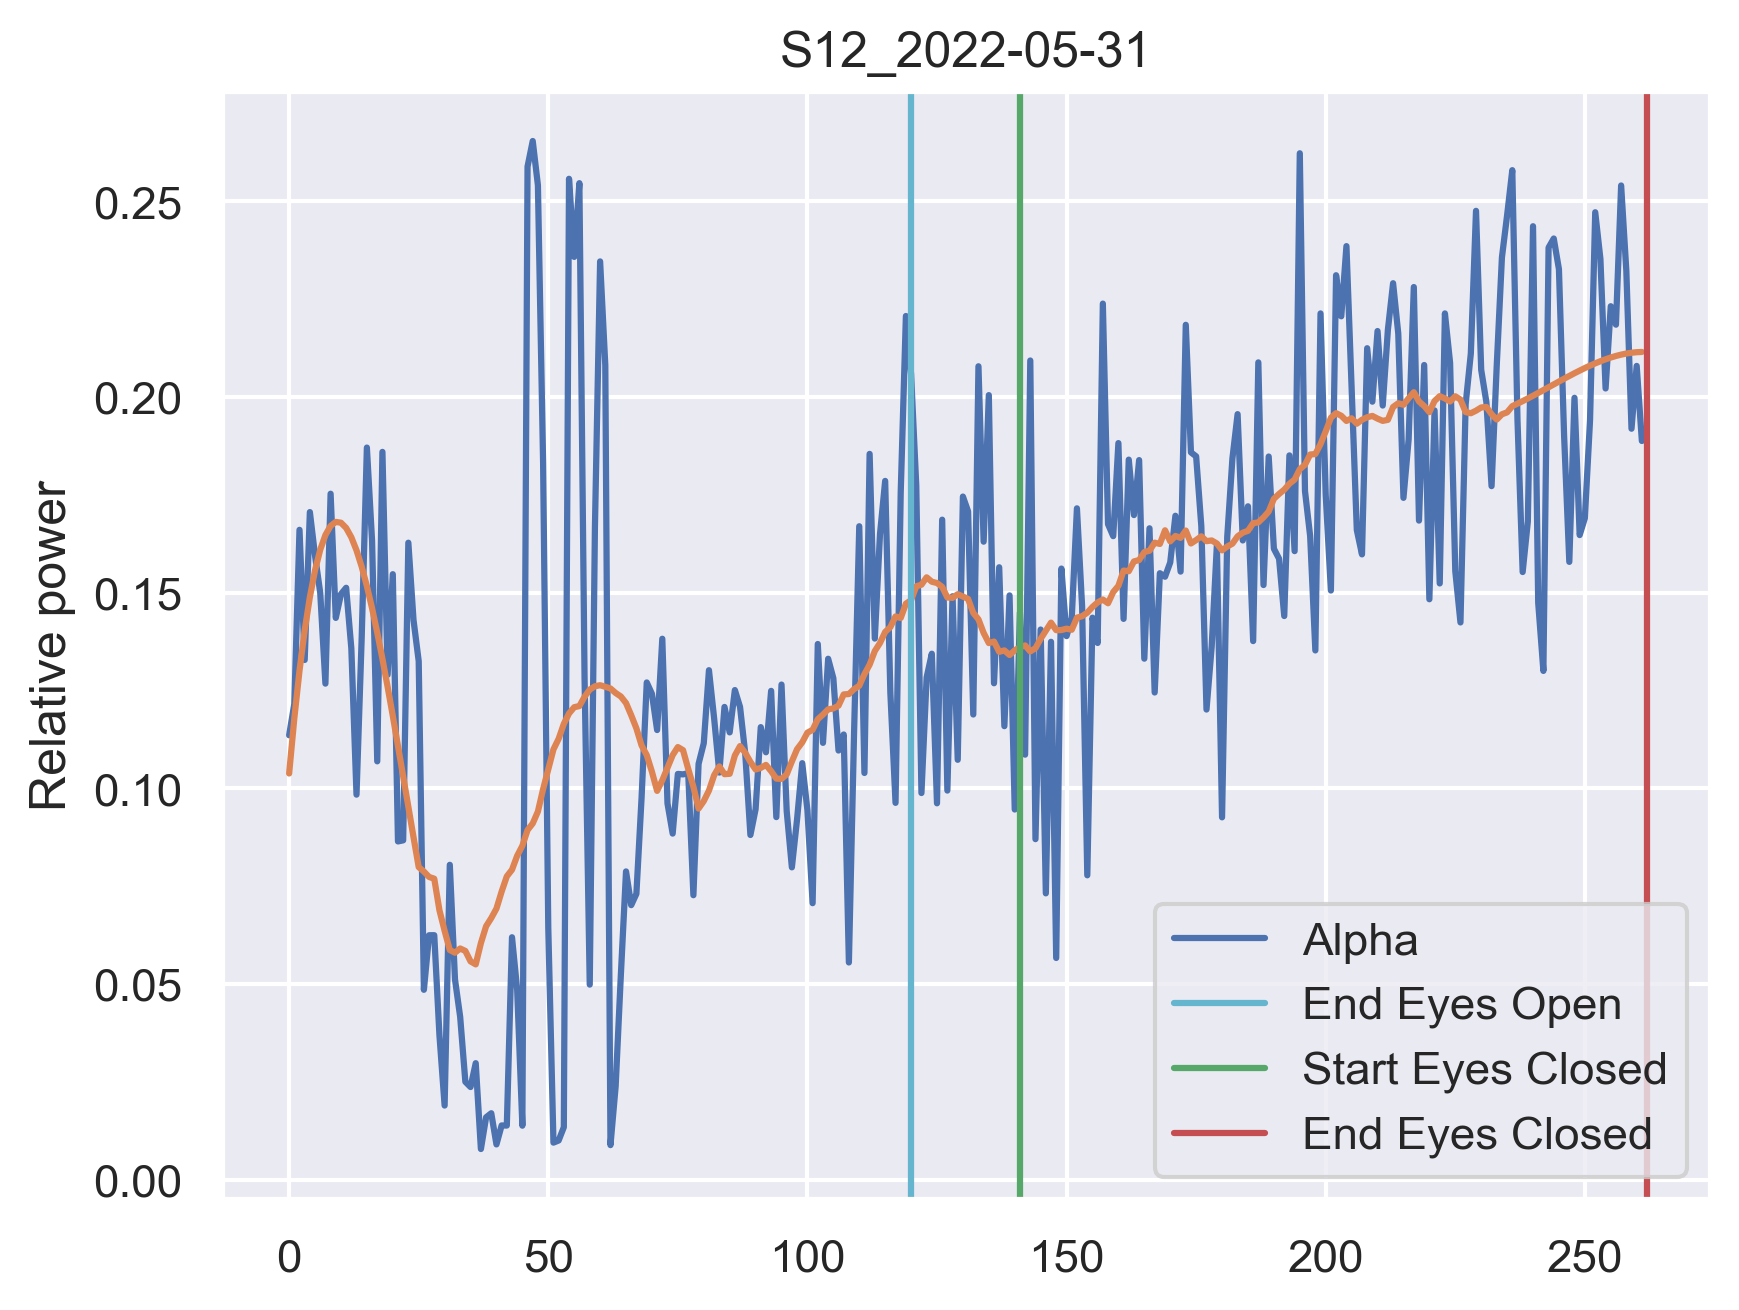 S12_2022-05-31
Relative power
0.25
0.20
0.15
0.10
0.05
0.00
0 50 100 150 200 250
Alpha
End Eyes Open
Start Eyes Closed
End Eyes Closed